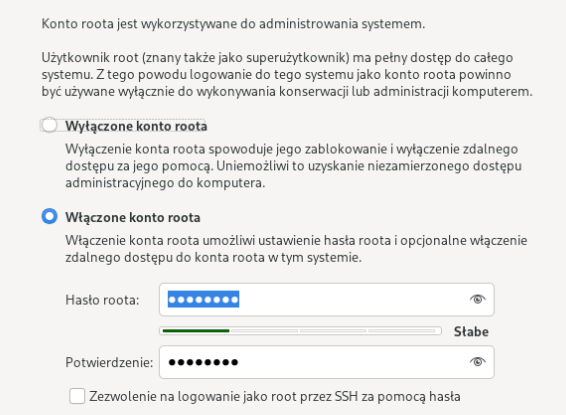 Konto roota jest wykorzystywane do administrowania systemem.
Użytkownik root (znany także jako superużytkownik) ma pełny dostęp do całego
systemu. Z tego powodu logowanie do tego systemu jako konto roota powinno
być używane wyłącznie do wykonywania konserwacji lub administracji komputerem.
Wyłączone konto roota
Wyłączenie konta roota spowoduje jego zablokowanie i wyłączenie zdalnego
dostępu za jego pomocą. Uniemożliwi to uzyskanie niezamierzonego dostępu
administracyjnego do komputera.
Włączone konto roota
Włączenie konta roota umożliwi ustawienie hasła roota i opcjonalne włączenie
zdalnego dostępu do konta roota w tym systemie.
Hasło roota: ●●●●●●●●
Słabe
Potwierdzenie: ●●●●●●●●
Zezwolenie na logowanie jako root przez SSH za pomocą hasła